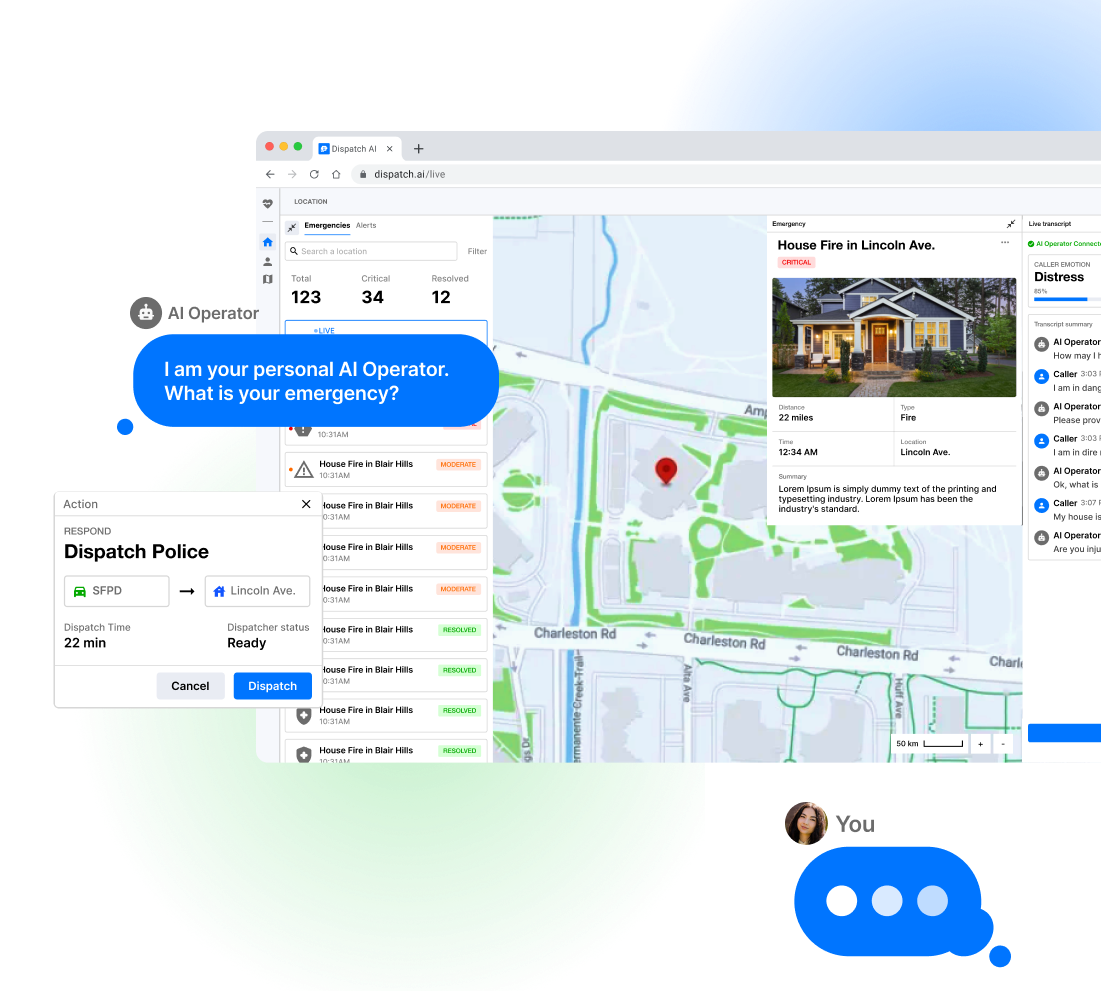 Dispatch AI
dispatch.ai/live
LOCATION
Emergencies Alerts
Search a location Filter
Total Critical Resolved
123 34 12
LIVE
AI Operator
I am your personal AI Operator.
What is your emergency?
10:31AM
House Fire in Blair Hills MODERATE
10:31AM
House Fire in Blair Hills MODERATE
0:31AM
House Fire in Blair Hills MODERATE
0:31AM
House Fire in Blair Hills MODERATE
0:31AM
House Fire in Blair Hills RESOLVED
0:31AM
House Fire in Blair Hills RESOLVED
0:31AM
House Fire in Blair Hills RESOLVED
10:31AM
House Fire in Blair Hills RESOLVED
10:31AM
Action
RESPOND
Dispatch Police
SFPD → Lincoln Ave.
Dispatch Time Dispatcher status
22 min Ready
Cancel Dispatch
Amp
Charleston Rd
Charleston Rd
Charleston Rd
Charl
Alta Ave
Huff Ave
rmanente Creek-Trail
gs Dr
50 km + -
Emergency
House Fire in Lincoln Ave.
CRITICAL
Distance Type
22 miles Fire
Time Location
12:34 AM Lincoln Ave.
Summary
Lorem Ipsum is simply dummy text of the printing and
typesetting industry. Lorem Ipsum has been the
industry's standard.
Live transcript
AI Operator Connecte
CALLER EMOTION
Distress
85%
Transcript summary
AI Operator
How may I h
Caller 3:03 P
I am in dang
AI Operator
Please prov
Caller 3:03 P
I am in dire
AI Operator
Ok, what is
Caller 3:07 P
My house is
AI Operator
Are you inju
You